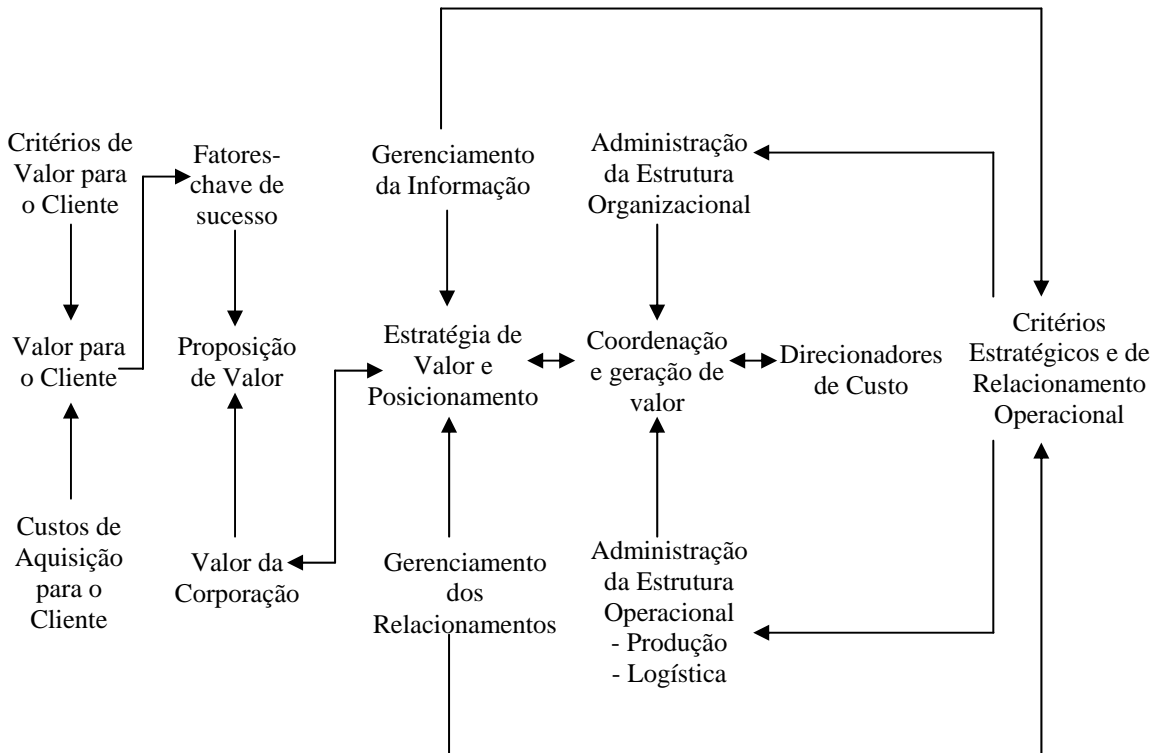 Critérios de
Valor para
o Cliente
Fatores-
chave de
sucesso
Gerenciamento
da Informação
Administração
da Estrutura
Organizacional
Valor para
o Cliente
Proposição
de Valor
Estratégia de
Valor e
Posicionamento
Coordenação
e geração de
valor
Direcionadores
de Custo
Critérios
Estratégicos e de
Relacionamento
Operacional
Custos de
Aquisição
para o
Cliente
Valor da
Corporação
Gerenciamento
dos
Relacionamentos
Administração
da Estrutura
Operacional
- Produção
- Logística